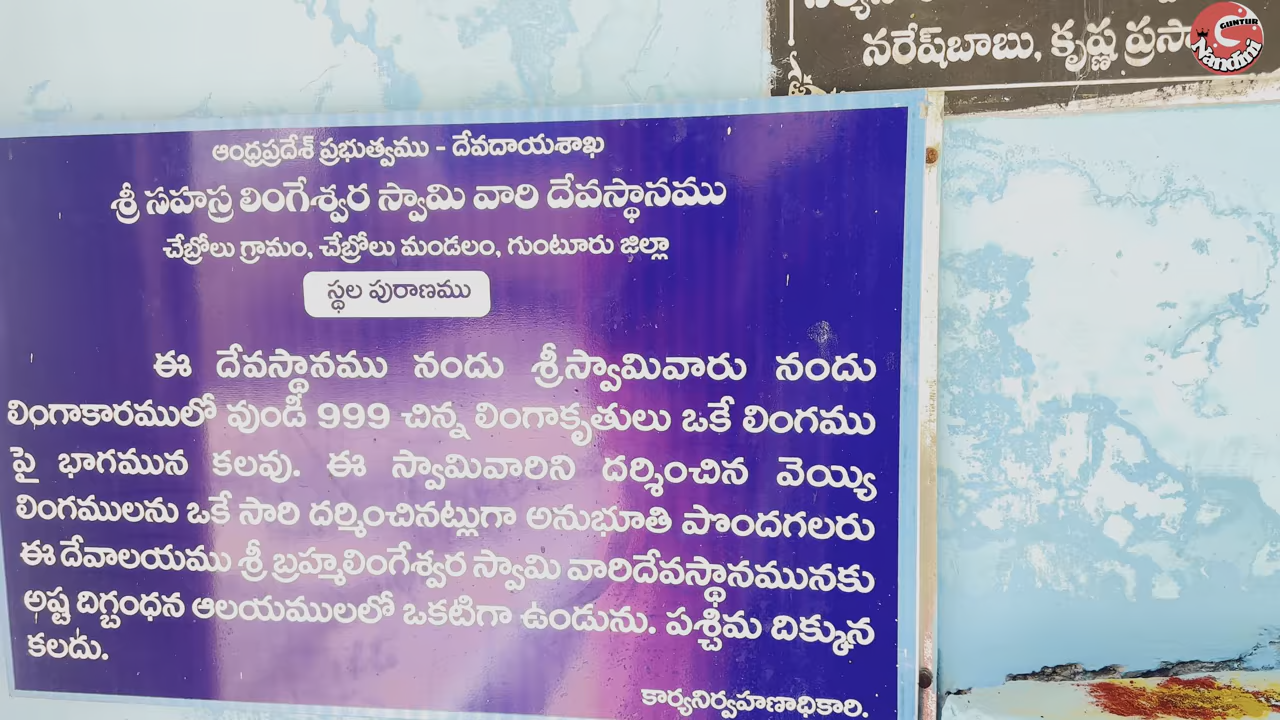 నరేష్‌బాబు, కృష్ణ
GUNTUR
Nandhu
ఆంధ్రప్రదేశ్ ప్రభుత్వము - దేవదాయశాఖ
శ్రీ సహస్ర లింగేశ్వర స్వామి వారి దేవస్థానము
చేబ్రోలు గ్రామం, చేబ్రోలు మండలం, గుంటూరు జిల్లా
స్థల పురాణము
ఈ దేవస్థానము నందు శ్రీస్వామివారు నందు
లింగాకారములో వుండి 999 చిన్న లింగాకృతులు ఒకే లింగము
పై భాగమున కలవు. ఈ స్వామివారిని దర్శించిన వెయ్యి
లింగములను ఒకే సారి దర్శించినట్లుగా అనుభూతి పొందగలరు
ఈ దేవాలయము శ్రీ బ్రహ్మలింగేశ్వర స్వామి వారిదేవస్థానమునకు
అష్ట దిగ్బంధన ఆలయములలో ఒకటిగా ఉండును. పశ్చిమ దిక్కున
కలదు.
కార్యనిర్వహణాధికారి.